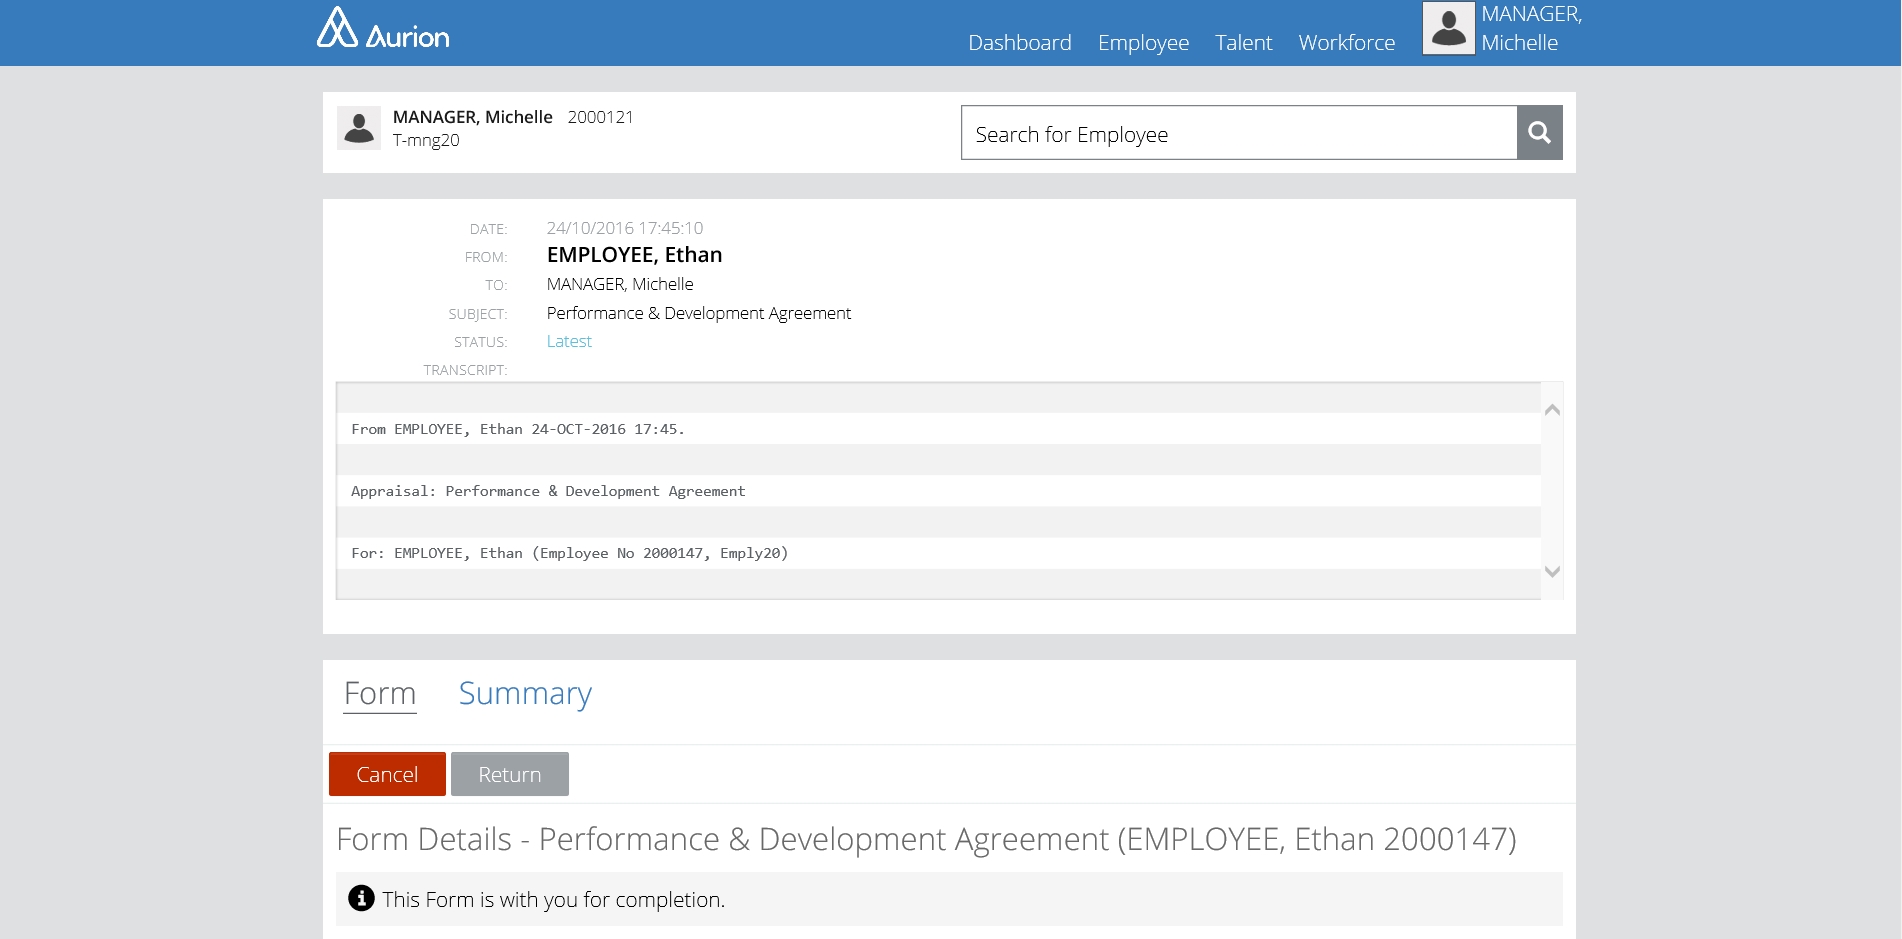 Aurion
Dashboard Employee Talent Workforce
MANAGER,
Michelle
MANAGER, Michelle 2000121
T-mng20
Search for Employee
DATE: 24/10/2016 17:45:10
FROM: EMPLOYEE, Ethan
TO: MANAGER, Michelle
SUBJECT: Performance & Development Agreement
STATUS: Latest
TRANSCRIPT:
From EMPLOYEE, Ethan 24-OCT-2016 17:45.
Appraisal: Performance & Development Agreement
For: EMPLOYEE, Ethan (Employee No 2000147, Emply20)
Form Summary
Cancel Return
Form Details - Performance & Development Agreement (EMPLOYEE, Ethan 2000147)
This Form is with you for completion.